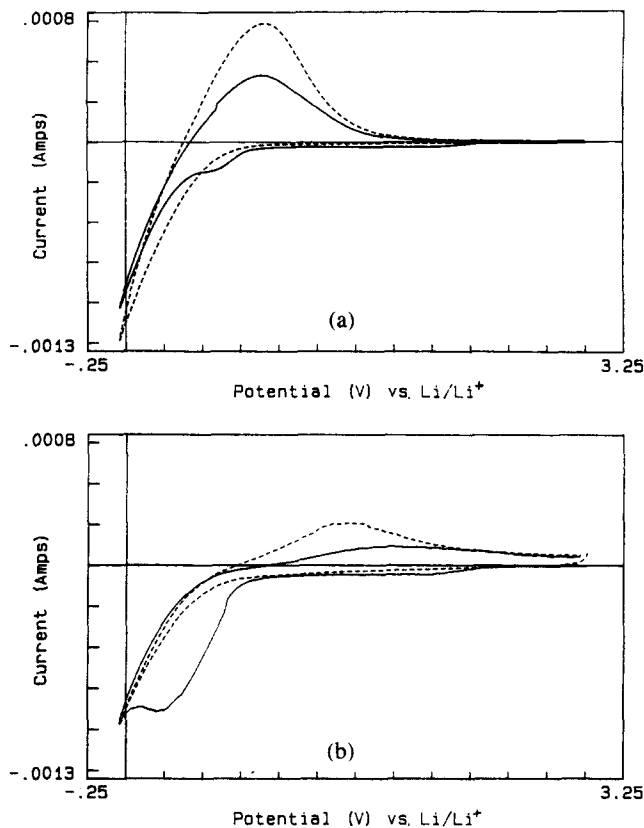 .0008
Current (Amps)
(a)
-.0013
-.25
3.25
Potential (V) vs. Li/Li+
.0008
Current (Amps)
(b)
-.0013
-.25
3.25
Potential (V) vs. Li/Li+